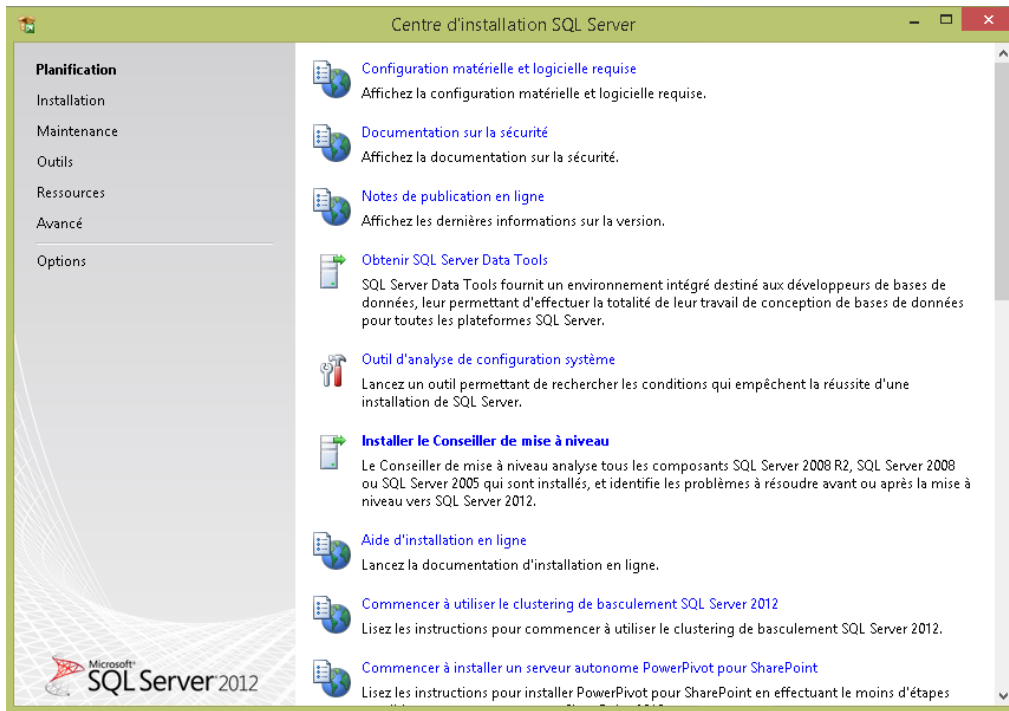 Centre d'installation SQL Server
Planification
Installation
Maintenance
Outils
Ressources
Avancé
Options
Microsoft
SQL Server 2012
Configuration matérielle et logicielle requise
Affichez la configuration matérielle et logicielle requise.
Documentation sur la sécurité
Affichez la documentation sur la sécurité.
Notes de publication en ligne
Affichez les dernières informations sur la version.
Obtenir SQL Server Data Tools
SQL Server Data Tools fournit un environnement intégré destiné aux développeurs de bases de
données, leur permettant d'effectuer la totalité de leur travail de conception de bases de données
pour toutes les plateformes SQL Server.
Outil d'analyse de configuration système
Lancez un outil permettant de rechercher les conditions qui empêchent la réussite d'une
installation de SQL Server.
Installer le Conseiller de mise à niveau
Le Conseiller de mise à niveau analyse tous les composants SQL Server 2008 R2, SQL Server 2008
ou SQL Server 2005 qui sont installés, et identifie les problèmes à résoudre avant ou après la mise à
niveau vers SQL Server 2012.
Aide d'installation en ligne
Lancez la documentation d'installation en ligne.
Commencer à utiliser le clustering de basculement SQL Server 2012
Lisez les instructions pour commencer à utiliser le clustering de basculement SQL Server 2012.
Commencer à installer un serveur autonome PowerPivot pour SharePoint
Lisez les instructions pour installer PowerPivot pour SharePoint en effectuant le moins d'étapes